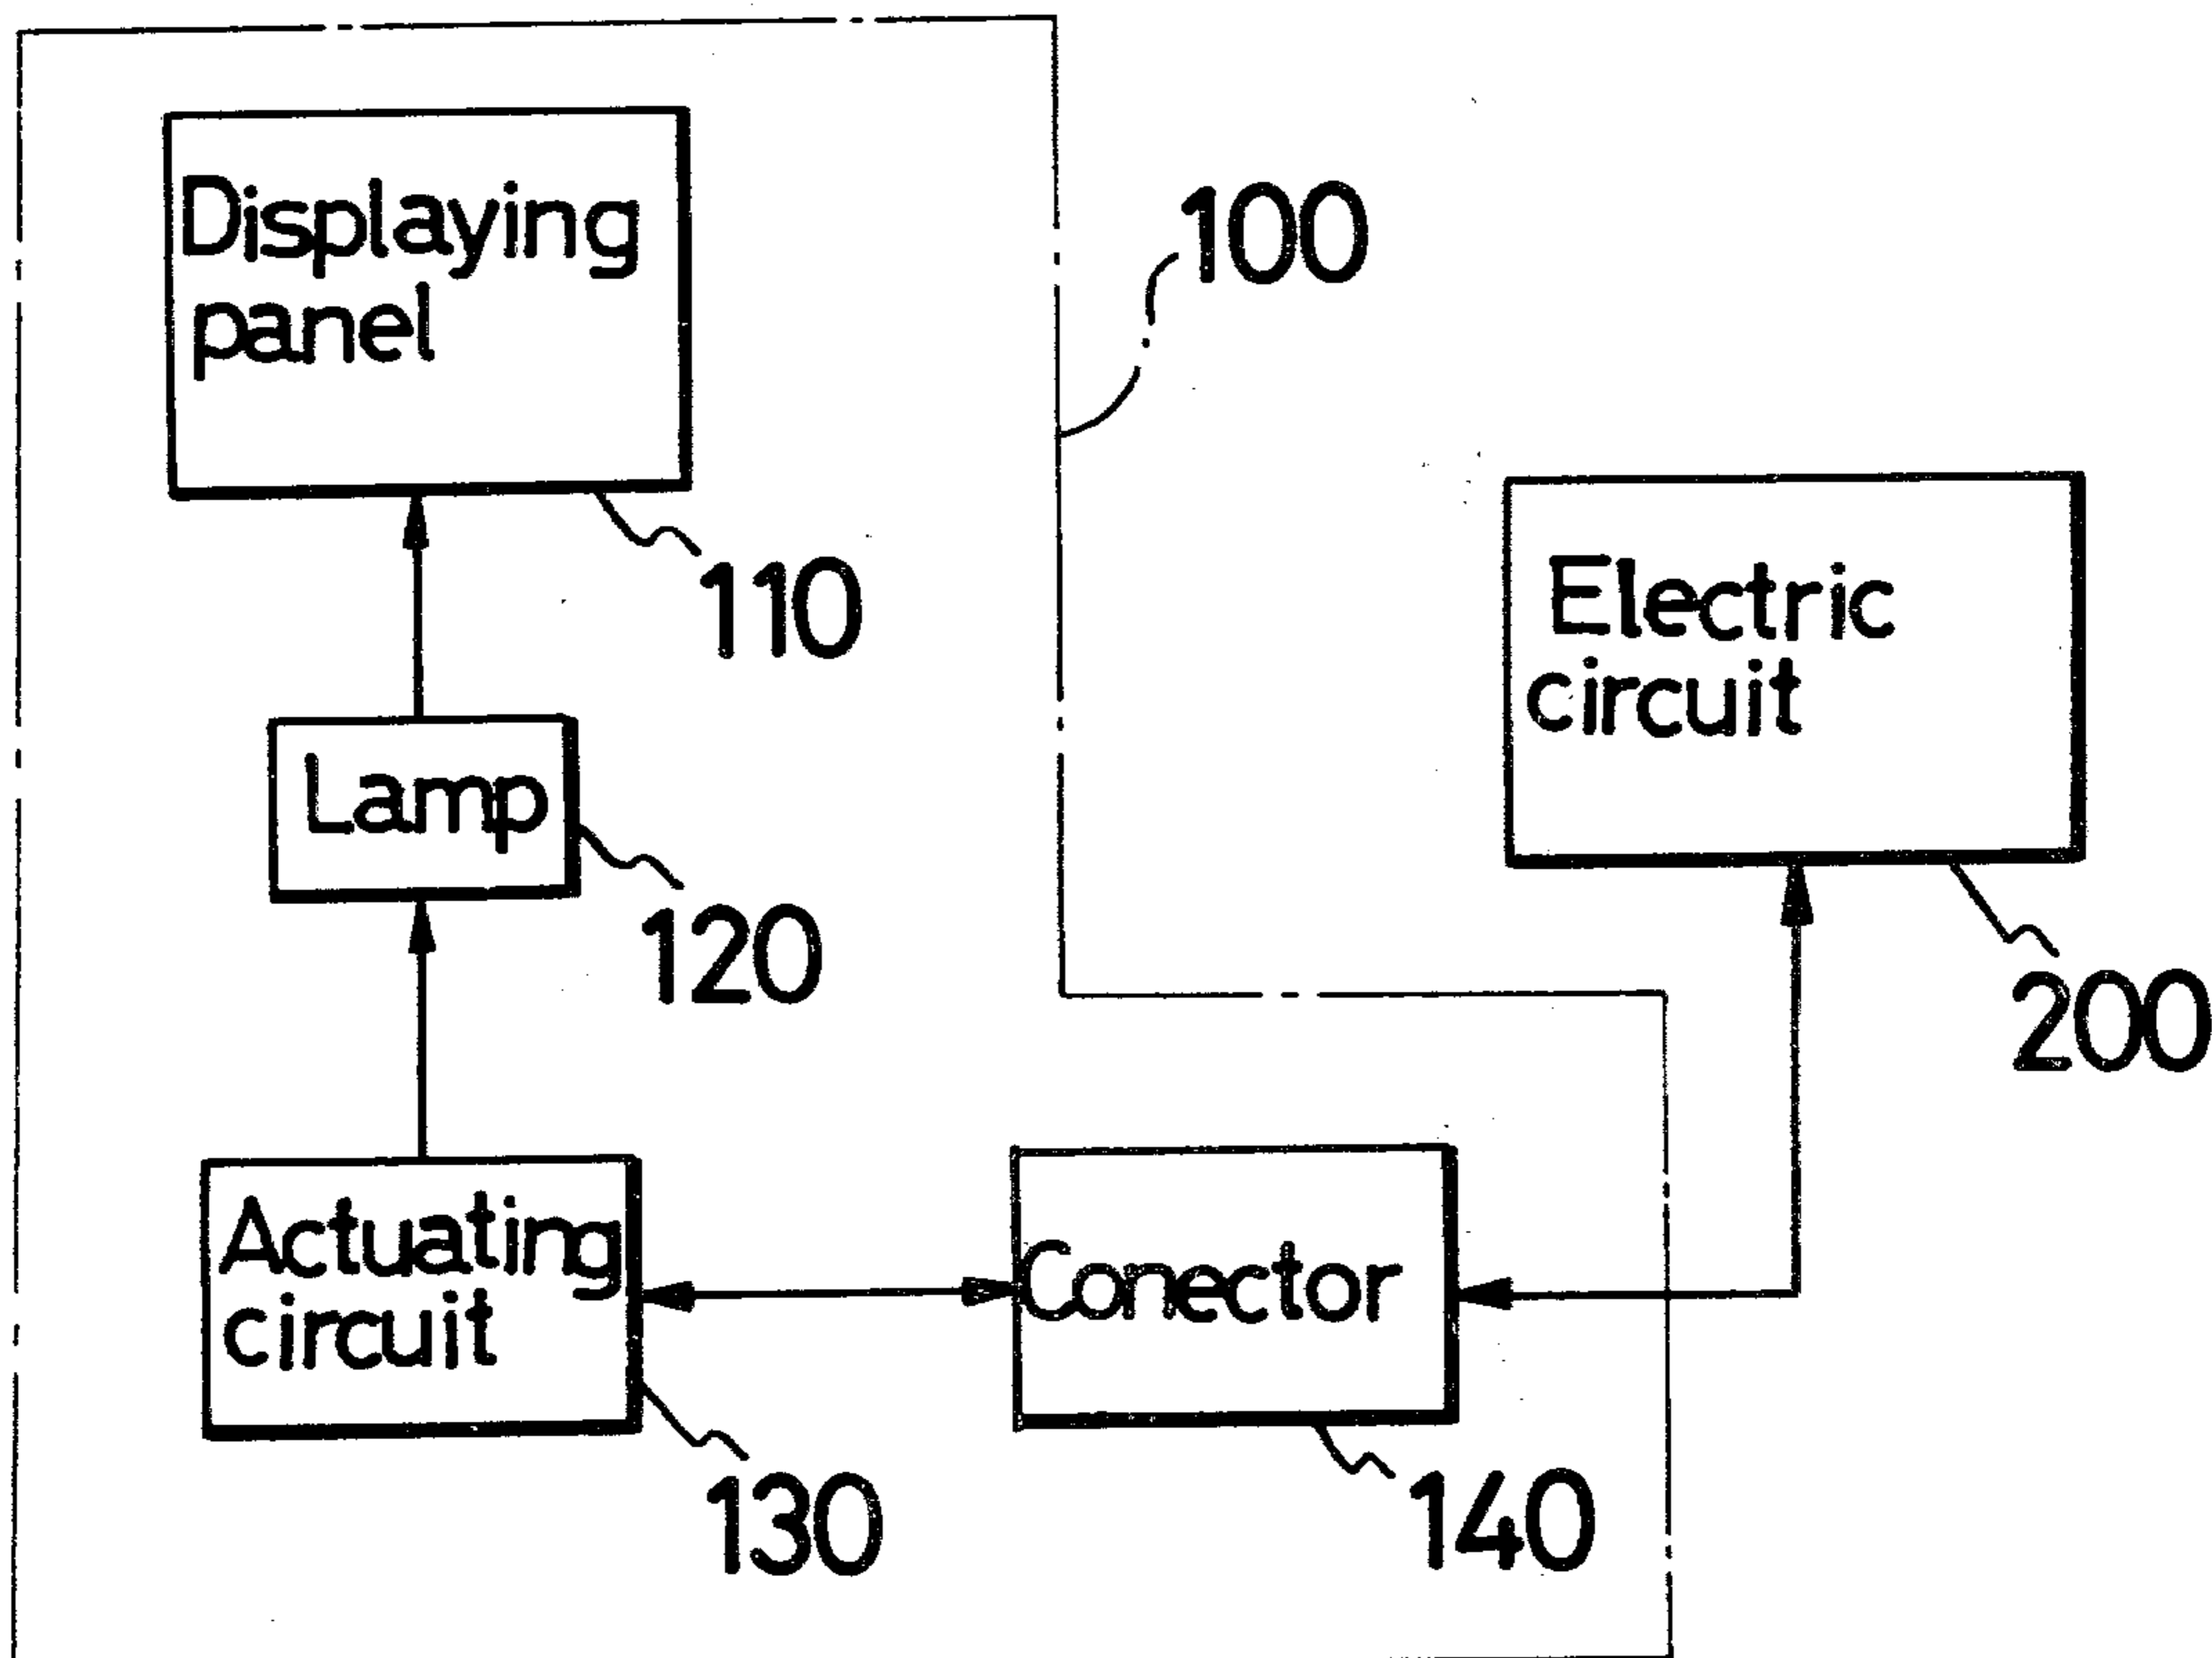 Displaying
panel
100
110
Electric
circuit
Lamp
120
200
Actuating
circuit
Conector
130
140